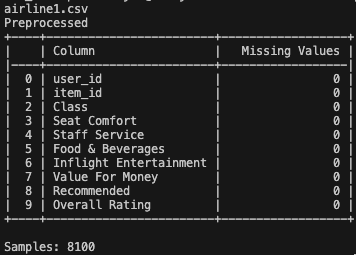 airline1.csv
Preprocessed
+----+------------------------+------------------+
|    | Column                 |   Missing Values |
|----+------------------------+------------------|
|  0 | user_id                |                0 |
|  1 | item_id                |                0 |
|  2 | Class                  |                0 |
|  3 | Seat Comfort           |                0 |
|  4 | Staff Service          |                0 |
|  5 | Food & Beverages       |                0 |
|  6 | Inflight Entertainment |                0 |
|  7 | Value For Money        |                0 |
|  8 | Recommended            |                0 |
|  9 | Overall Rating         |                0 |
+----+------------------------+------------------+
Samples: 8100